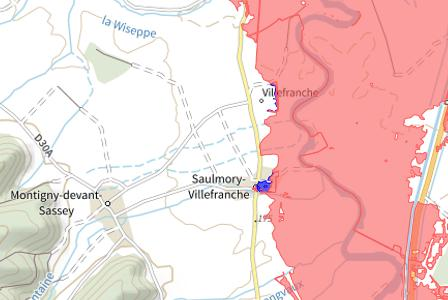 la Wiseppe
Villefranche
D30A
Saulmory-
Villefranche
Montigny-devant-
Sassey